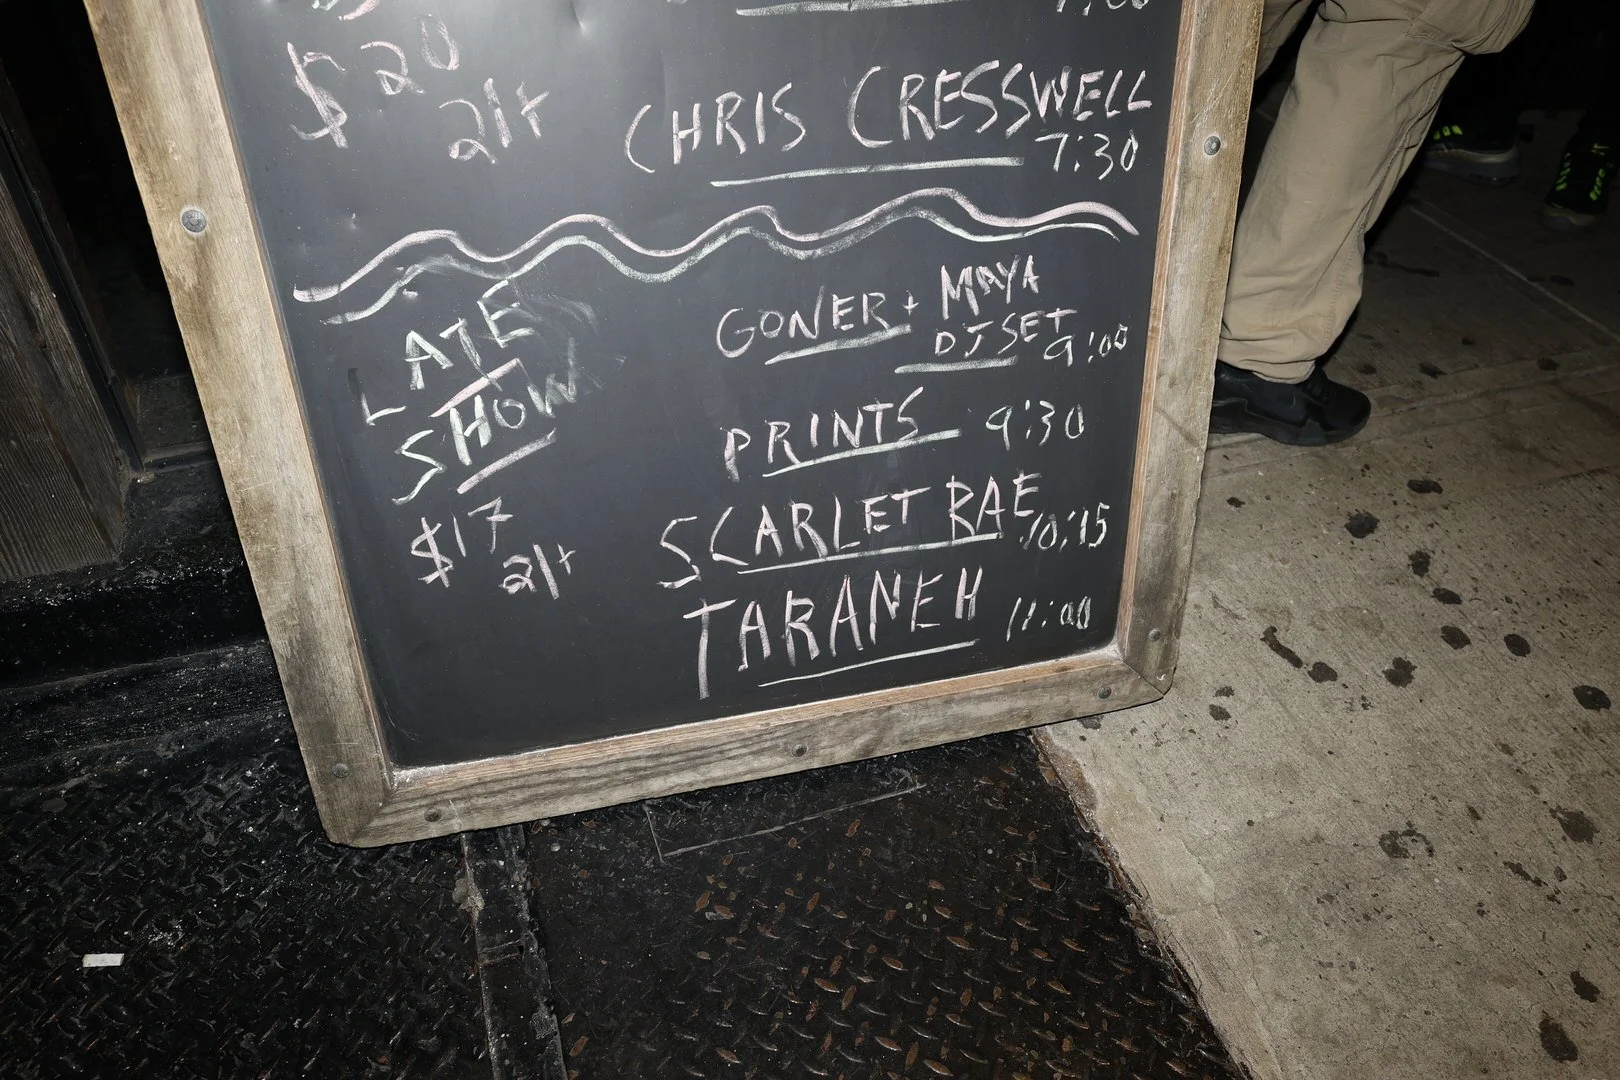 $20
21+
CHRIS CRESSWELL
7:30
LATE
SHOW
$17
21+
GONER + MAYA
DJ SET 9:00
PRINTS 9:30
SCARLET RAE 10:15
TARANEH 11:00